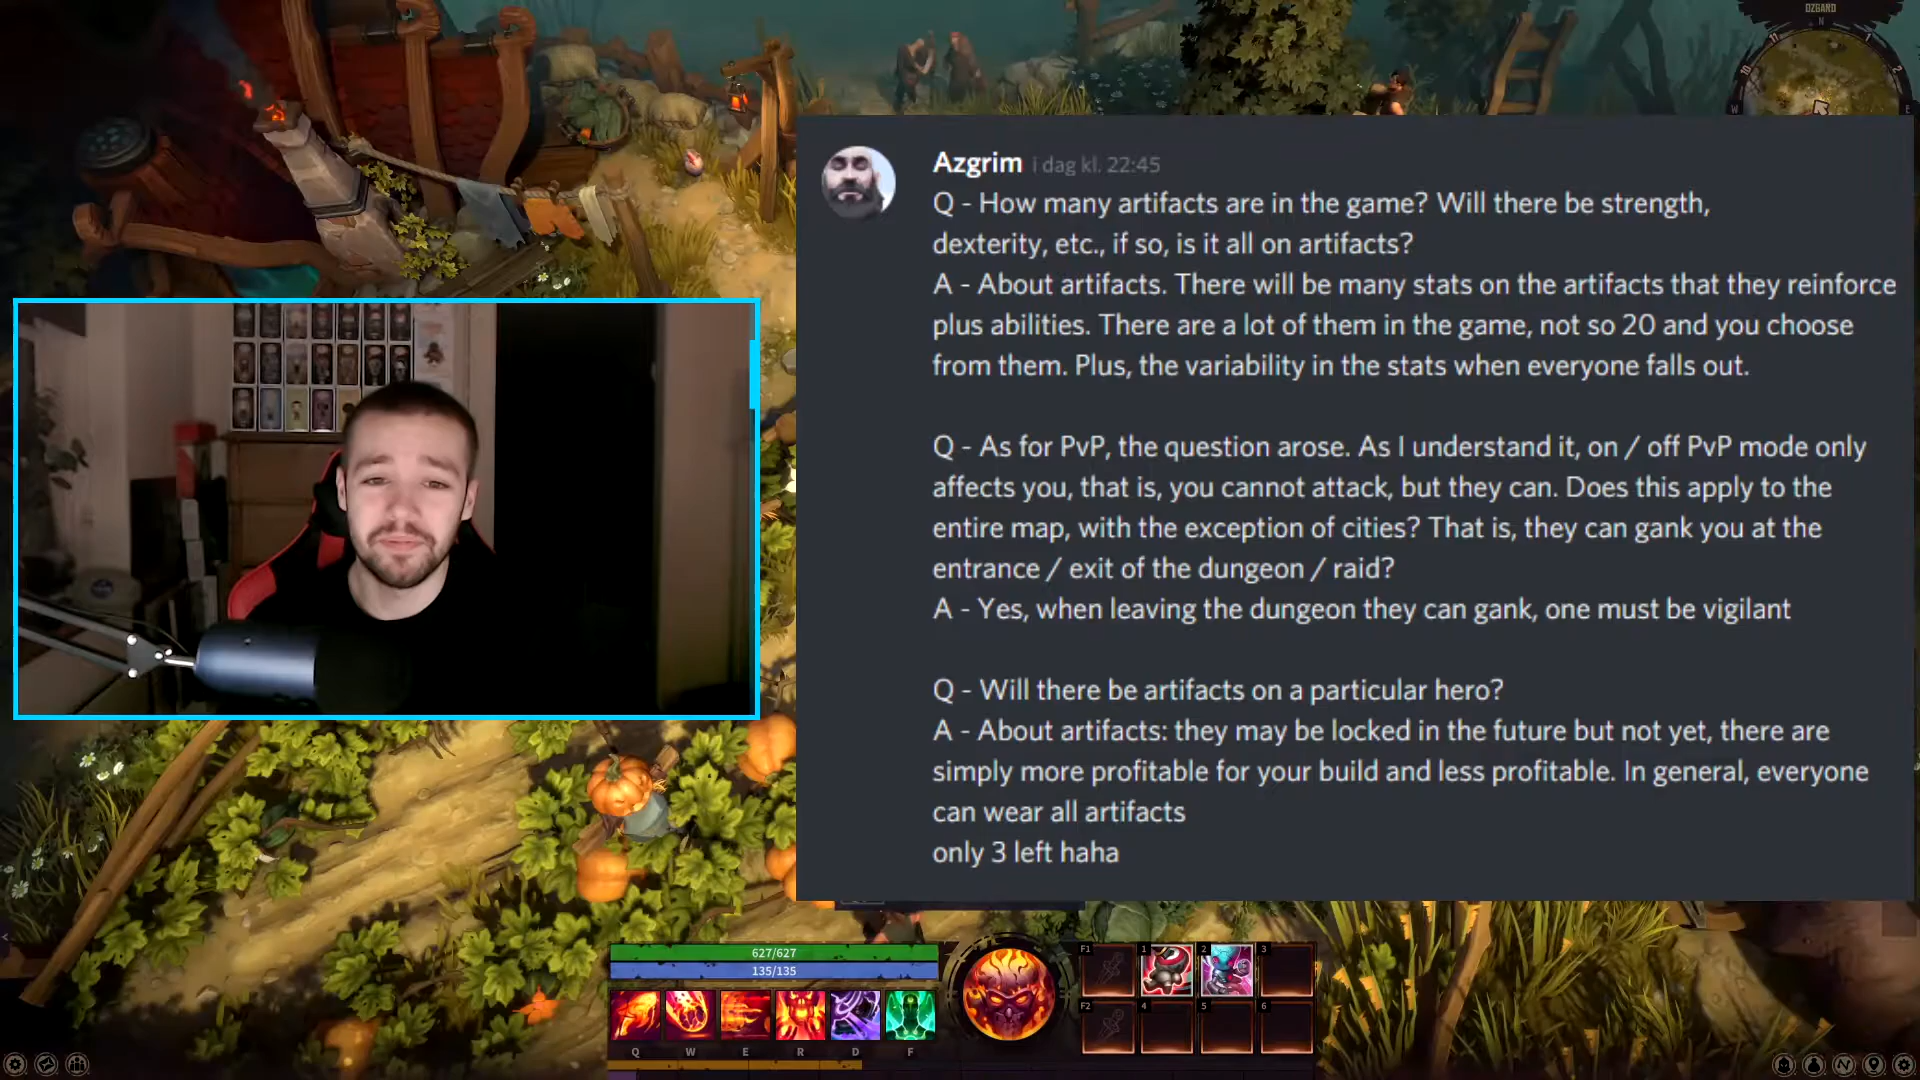 OZGARD
N
11
1
10
2
W
E
Azgrim i dag kl. 22:45
Q - How many artifacts are in the game? Will there be strength,
dexterity, etc., if so, is it all on artifacts?
A - About artifacts. There will be many stats on the artifacts that they reinforce
plus abilities. There are a lot of them in the game, not so 20 and you choose
from them. Plus, the variability in the stats when everyone falls out.
Q - As for PvP, the question arose. As I understand it, on / off PvP mode only
affects you, that is, you cannot attack, but they can. Does this apply to the
entire map, with the exception of cities? That is, they can gank you at the
entrance / exit of the dungeon / raid?
A - Yes, when leaving the dungeon they can gank, one must be vigilant
Q - Will there be artifacts on a particular hero?
A - About artifacts: they may be locked in the future but not yet, there are
simply more profitable for your build and less profitable. In general, everyone
can wear all artifacts
only 3 left haha
627/627
135/135
Q W E R D F
F1 1 2 3
F2 4 5 6